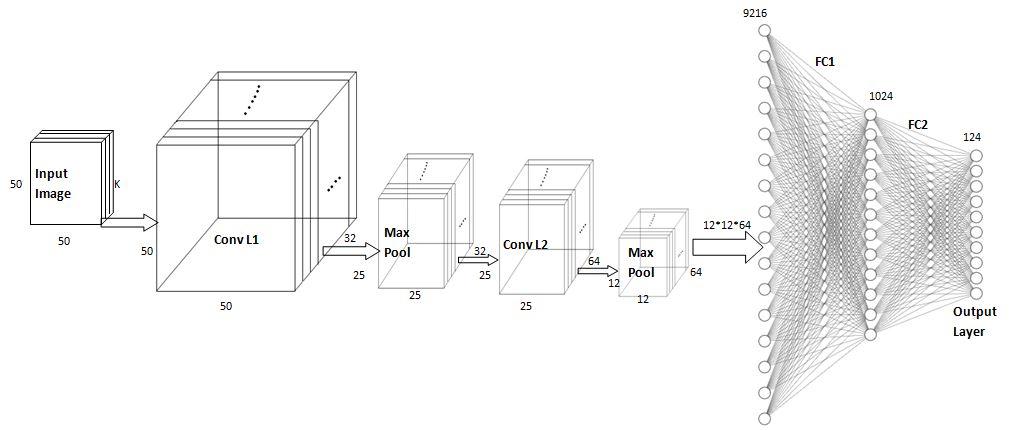 9216
FC1
1024
FC2
124
Input
Image
50
K
50
Conv L1
50
50
32
Max
Pool
25
25
32
Conv L2
25
25
64
Max
Pool
12
12
64
12*12*64
Output
Layer